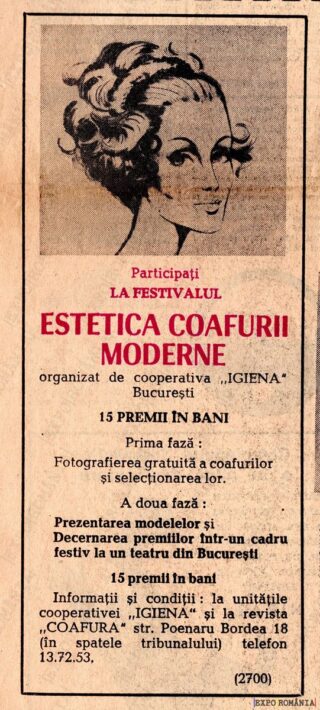 Participați
LA FESTIVALUL
ESTETICA COAFURII
MODERNE
organizat de cooperativa „IGIENA“
București
15 PREMII ÎN BANI
Prima fază :
Fotografierea gratuită a coafurilor
și selecționarea lor.
A doua fază :
Prezentarea modelelor și
Decernarea premiilor într-un cadru
festiv la un teatru din București
15 premii în bani
Informații și condiții : la unitățile
cooperativei „IGIENA“ și la revista
„COAFURA“ str. Poenaru Bordea 18
(în spatele tribunalului) telefon
13.72.53.
(2700)
EXPO ROMÂNIA